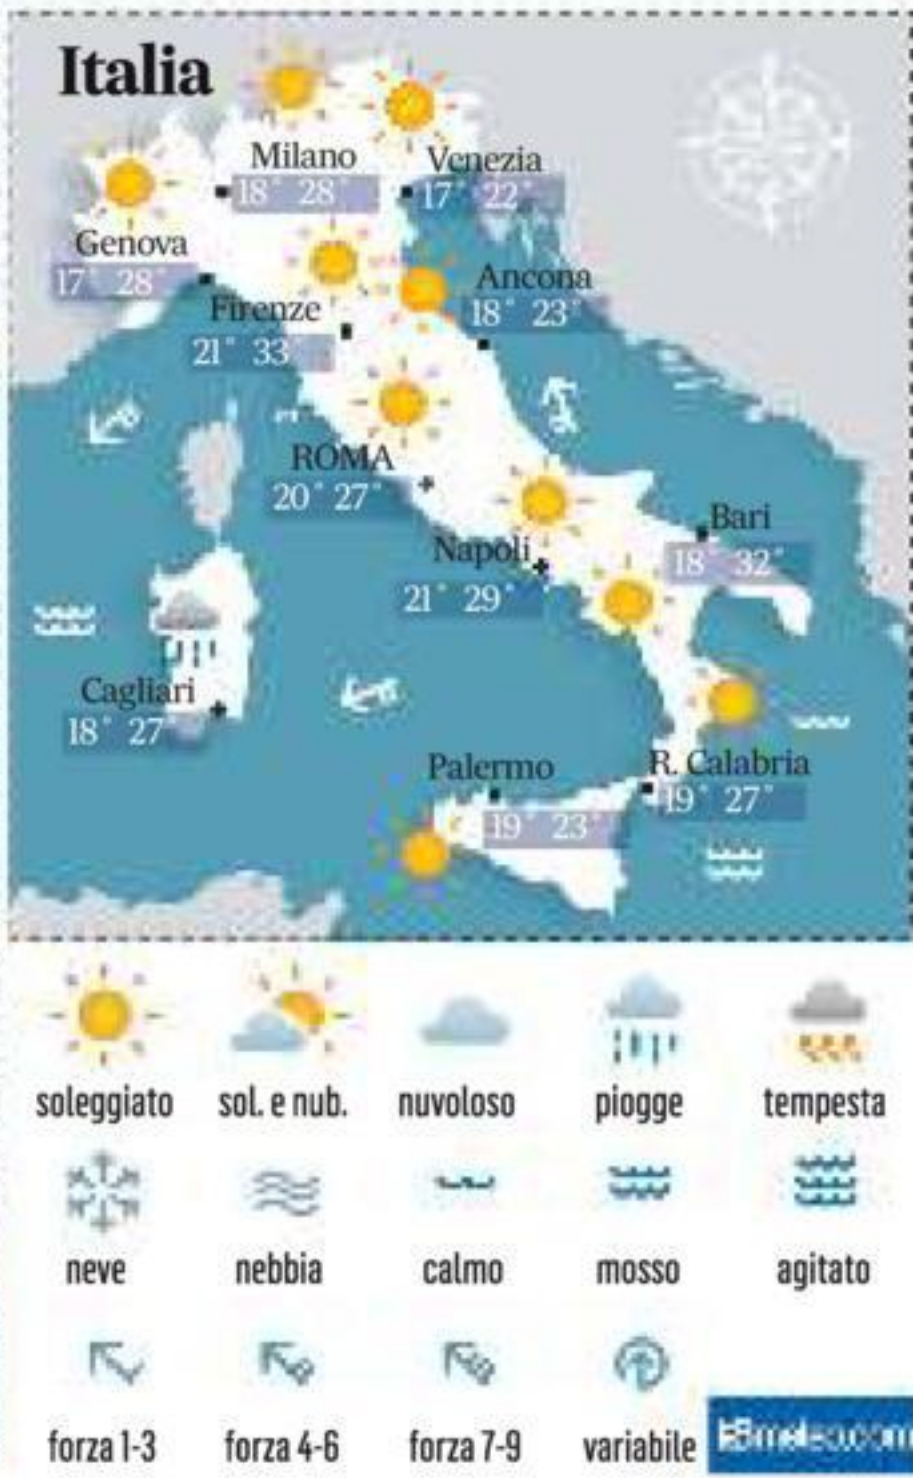 Italia
Milano
18° 28°
Venezia
17° 22°
Genova
17° 28°
Ancona
18° 23°
Firenze
21° 33°
ROMA
20° 27°
Bari
18° 32°
Napoli
21° 29°
Cagliari
18° 27°
Palermo
19° 23°
R. Calabria
19° 27°
soleggiato sol. e nub. nuvoloso piogge tempesta
neve nebbia calmo mosso agitato
forza 1-3 forza 4-6 forza 7-9 variabile